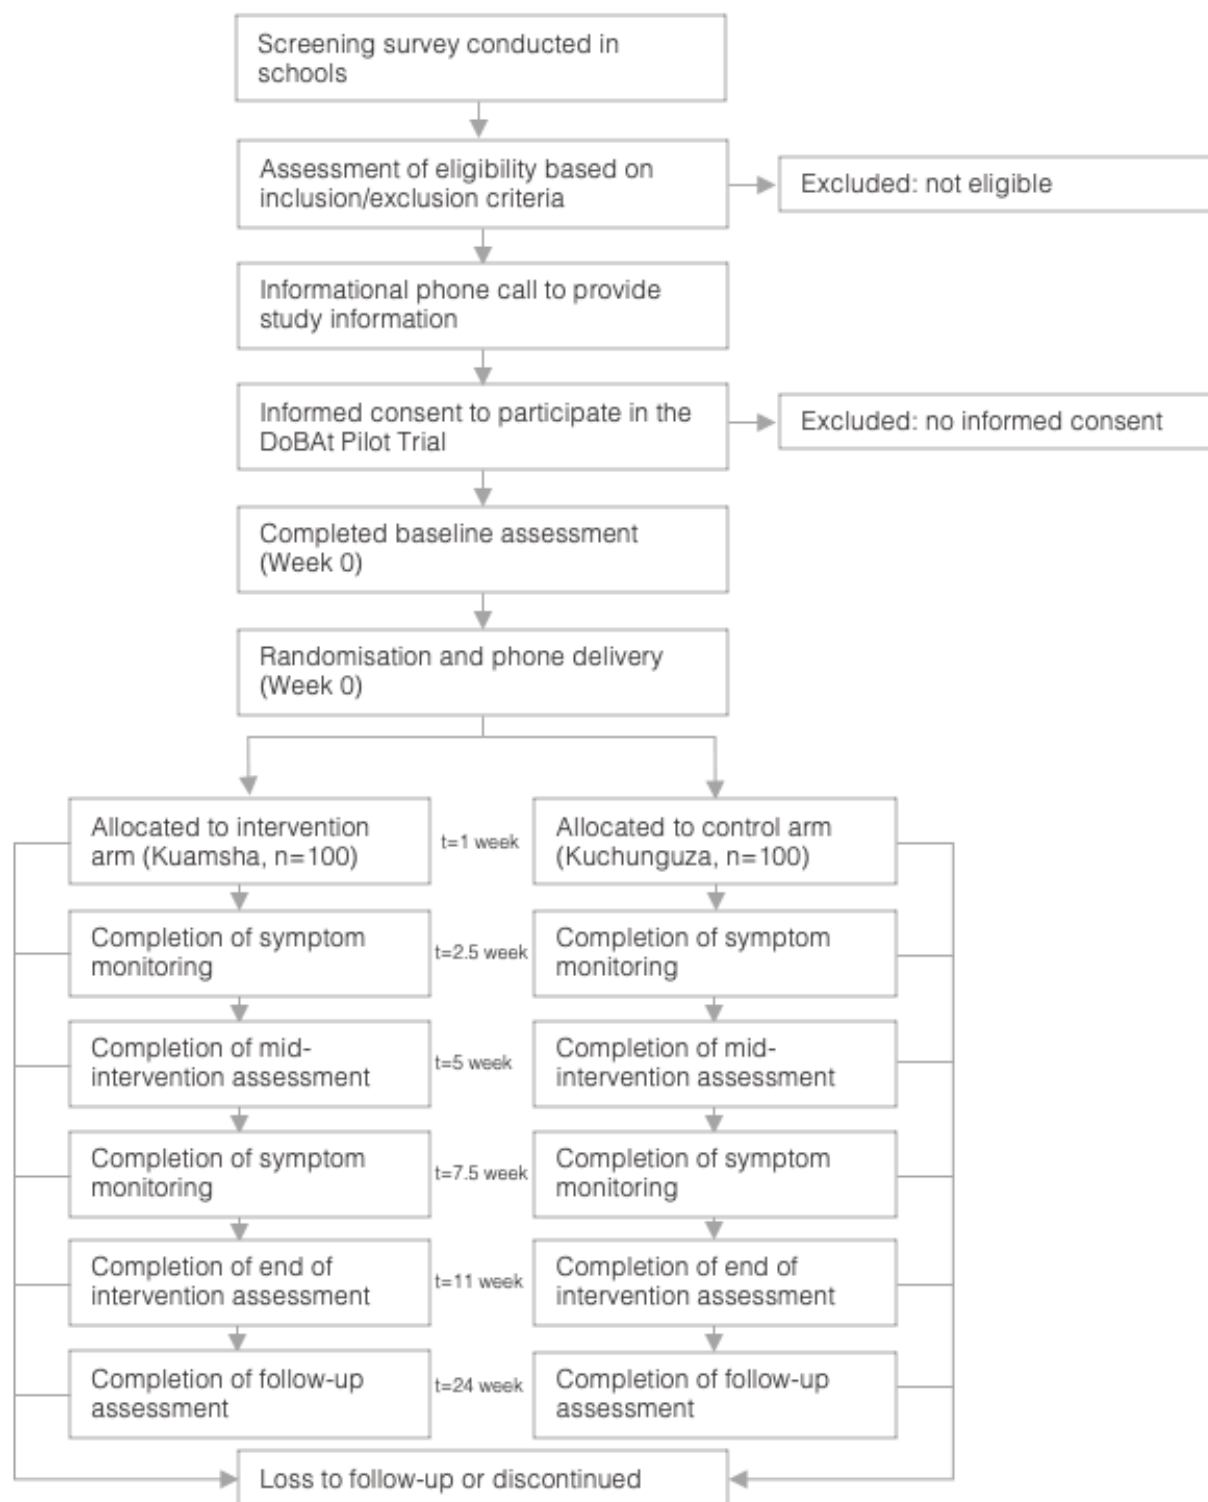 Screening survey conducted in
schools
Assessment of eligibility based on
inclusion/exclusion criteria
Excluded: not eligible
Informational phone call to provide
study information
Informed consent to participate in the
DoBAt Pilot Trial
Excluded: no informed consent
Completed baseline assessment
(Week 0)
Randomisation and phone delivery
(Week 0)
Allocated to intervention
arm (Kuamsha, n=100)
t=1 week
Allocated to control arm
(Kuchunguza, n=100)
Completion of symptom
monitoring
t=2.5 week
Completion of symptom
monitoring
Completion of mid-
intervention assessment
t=5 week
Completion of mid-
intervention assessment
Completion of symptom
monitoring
t=7.5 week
Completion of symptom
monitoring
Completion of end of
intervention assessment
t=11 week
Completion of end of
intervention assessment
Completion of follow-up
assessment
t=24 week
Completion of follow-up
assessment
Loss to follow-up or discontinued